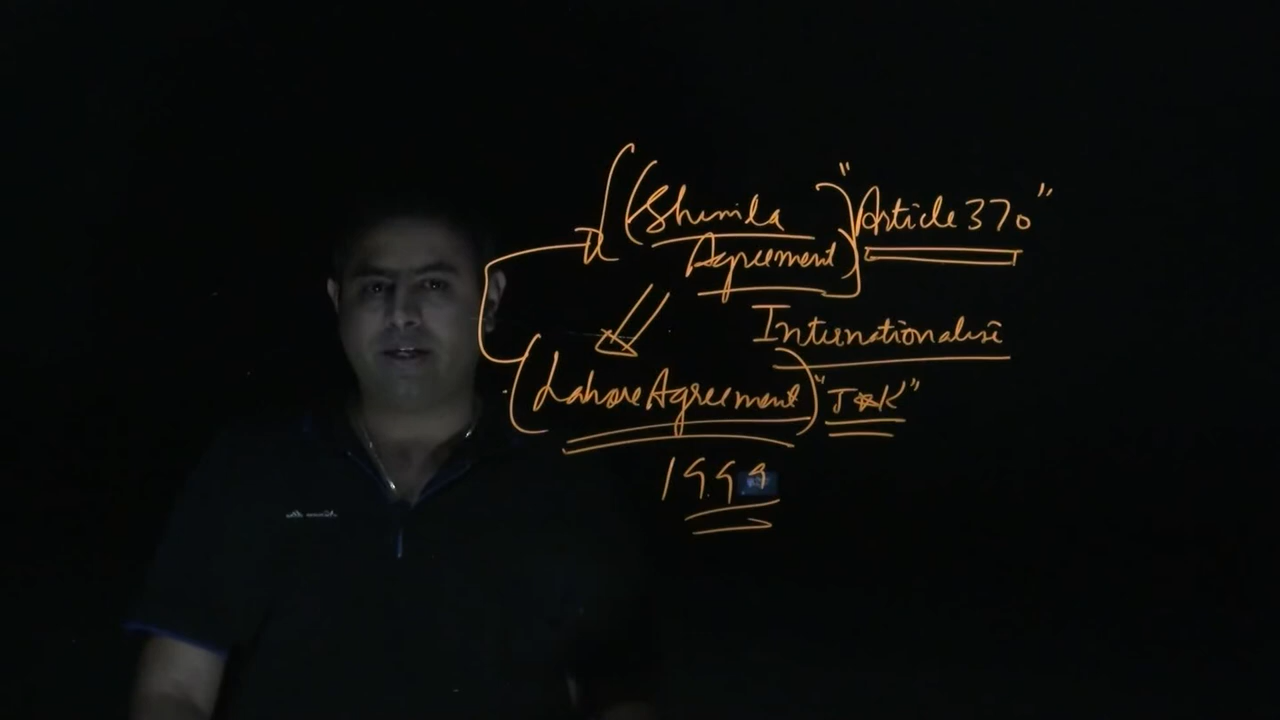 (Shimla "Article 370"
Agreement)
Internationalise
(Lahore Agreement) "J&K"
1999